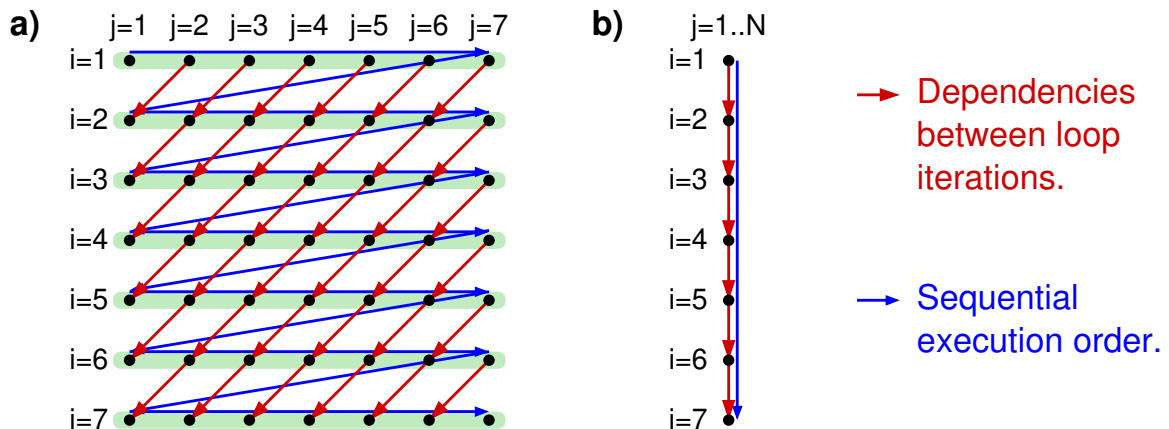 a)
j=1 j=2 j=3 j=4 j=5 j=6 j=7
i=1
i=2
i=3
i=4
i=5
i=6
i=7
b)
j=1..N
i=1
i=2
i=3
i=4
i=5
i=6
i=7
Dependencies
between loop
iterations.
Sequential
execution order.